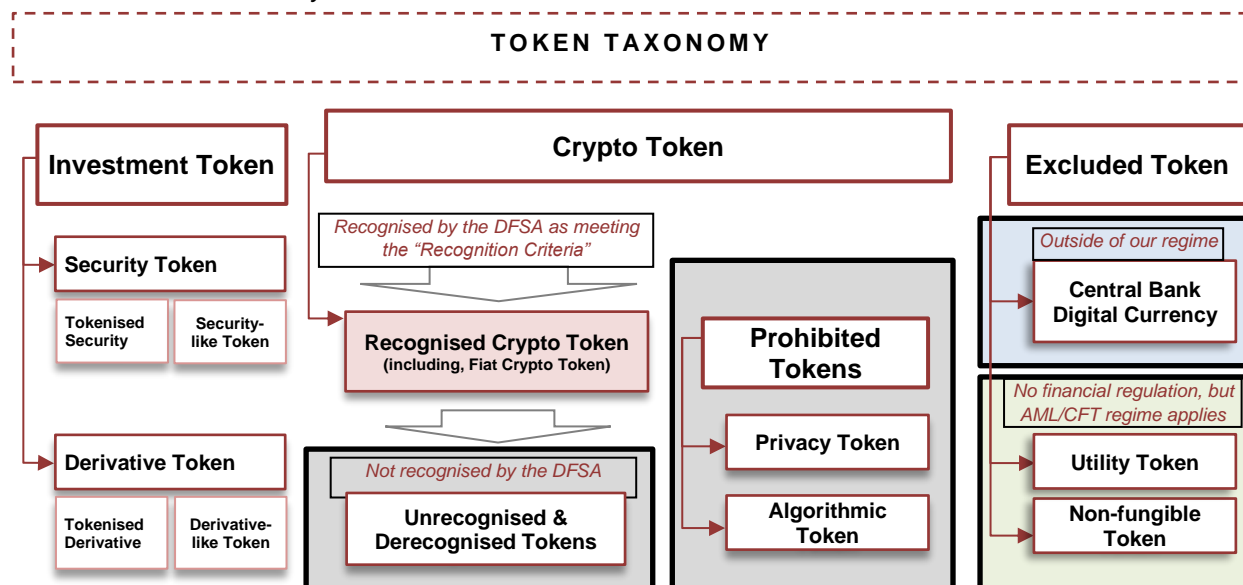 TOKEN TAXONOMY
Investment Token
Crypto Token
Excluded Token
Recognised by the DFSA as meeting
the “Recognition Criteria”
Outside of our regime
Security Token
Central Bank
Digital Currency
Tokenised
Security
Security-
like Token
Recognised Crypto Token
(including, Fiat Crypto Token)
Prohibited
Tokens
No financial regulation, but
AML/CFT regime applies
Derivative Token
Privacy Token
Utility Token
Not recognised by the DFSA
Tokenised
Derivative
Derivative-
like Token
Unrecognised &
Derecognised Tokens
Algorithmic
Token
Non-fungible
Token